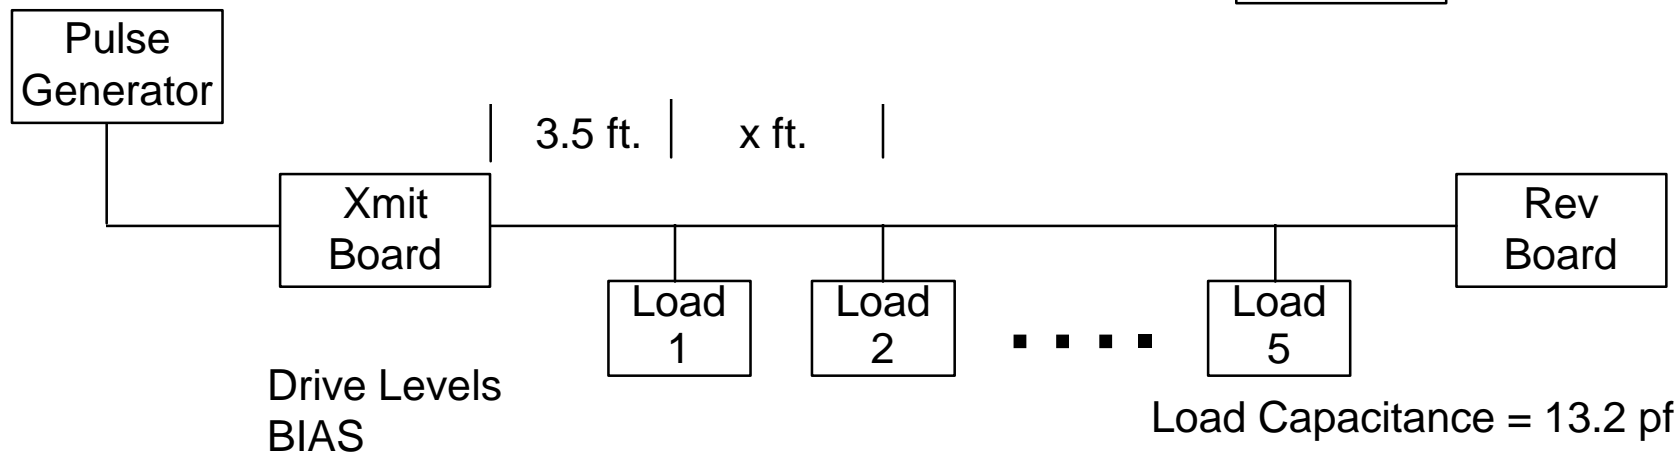 Pulse
Generator
3.5 ft.
x ft.
Xmit
Board
Rev
Board
Load
1
Load
2
Load
5
Drive Levels
BIAS
Load Capacitance = 13.2 pf